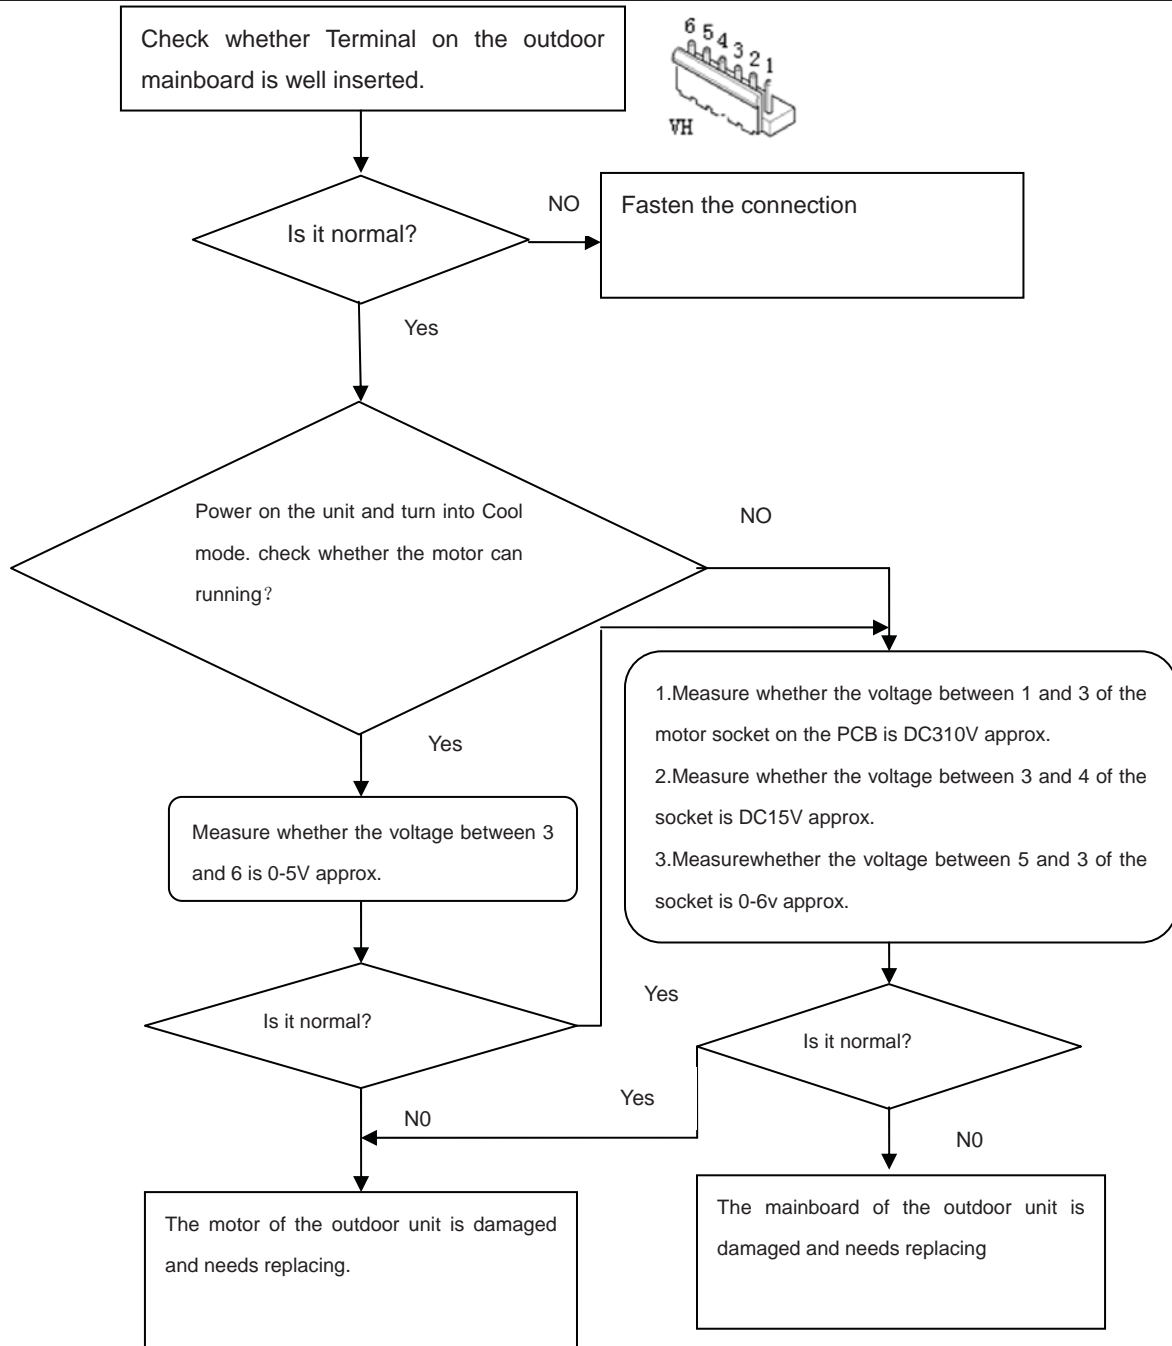 Check whether Terminal on the outdoor
mainboard is well inserted.
6 5 4 3 2 1
VH
Is it normal?
NO
Fasten the connection
Yes
Power on the unit and turn into Cool
mode. check whether the motor can
running？
NO
Yes
Measure whether the voltage between 3
and 6 is 0-5V approx.
1.Measure whether the voltage between 1 and 3 of the
motor socket on the PCB is DC310V approx.
2.Measure whether the voltage between 3 and 4 of the
socket is DC15V approx.
3.Measurewhether the voltage between 5 and 3 of the
socket is 0-6v approx.
Is it normal?
Yes
Is it normal?
Yes
N0
N0
The motor of the outdoor unit is damaged
and needs replacing.
The mainboard of the outdoor unit is
damaged and needs replacing